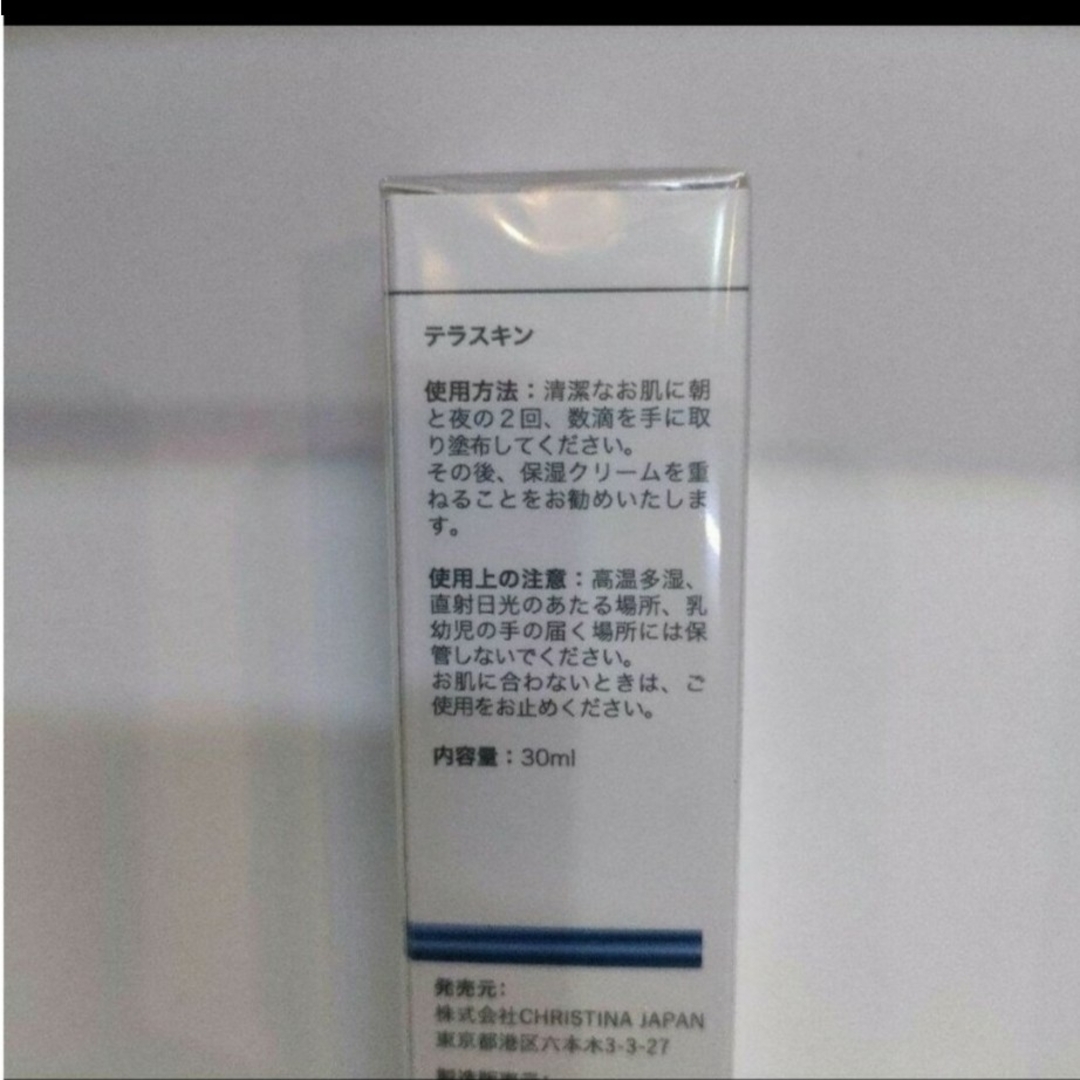 テラスキン
使用方法：清潔なお肌に朝
と夜の２回、数滴を手に取
り塗布してください。
その後、保湿クリームを重
ねることをお勧めいたしま
す。
使用上の注意：高温多湿、
直射日光のあたる場所、乳
幼児の手の届く場所には保
管しないでください。
お肌に合わないときは、ご
使用をお止めください。
内容量：30ml
発売元：
株式会社CHRISTINA JAPAN
東京都港区六本木3-3-27
製造販売元：